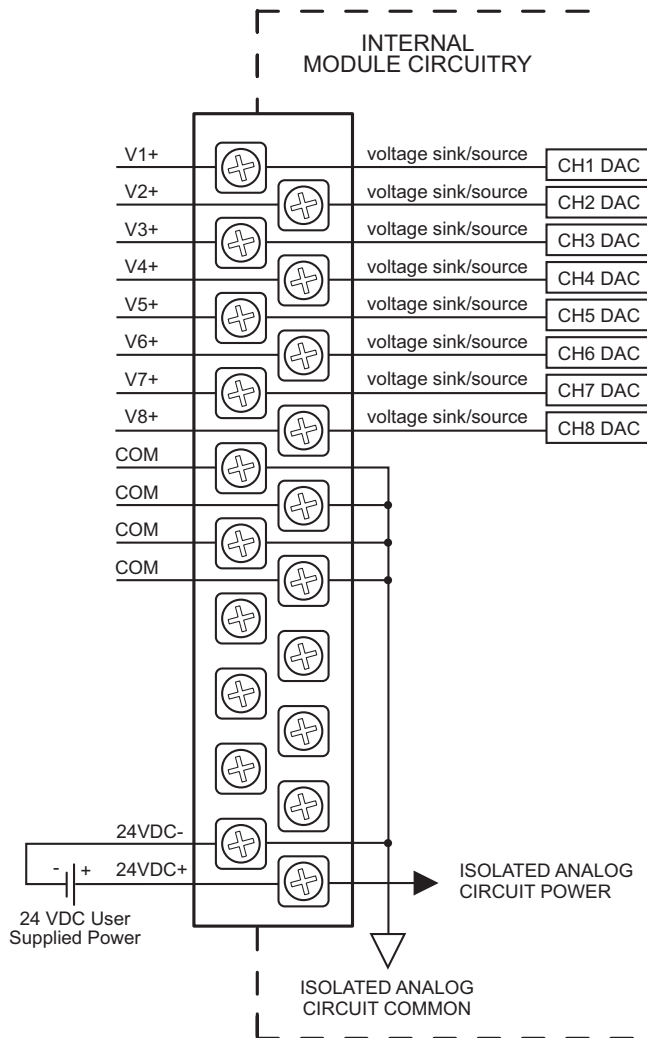 INTERNAL
MODULE CIRCUITRY
V1+ voltage sink/source CH1 DAC
V2+ voltage sink/source CH2 DAC
V3+ voltage sink/source CH3 DAC
V4+ voltage sink/source CH4 DAC
V5+ voltage sink/source CH5 DAC
V6+ voltage sink/source CH6 DAC
V7+ voltage sink/source CH7 DAC
V8+ voltage sink/source CH8 DAC
COM
COM
COM
COM
24VDC-
- + 24VDC+
ISOLATED ANALOG
CIRCUIT POWER
24 VDC User
Supplied Power
ISOLATED ANALOG
CIRCUIT COMMON